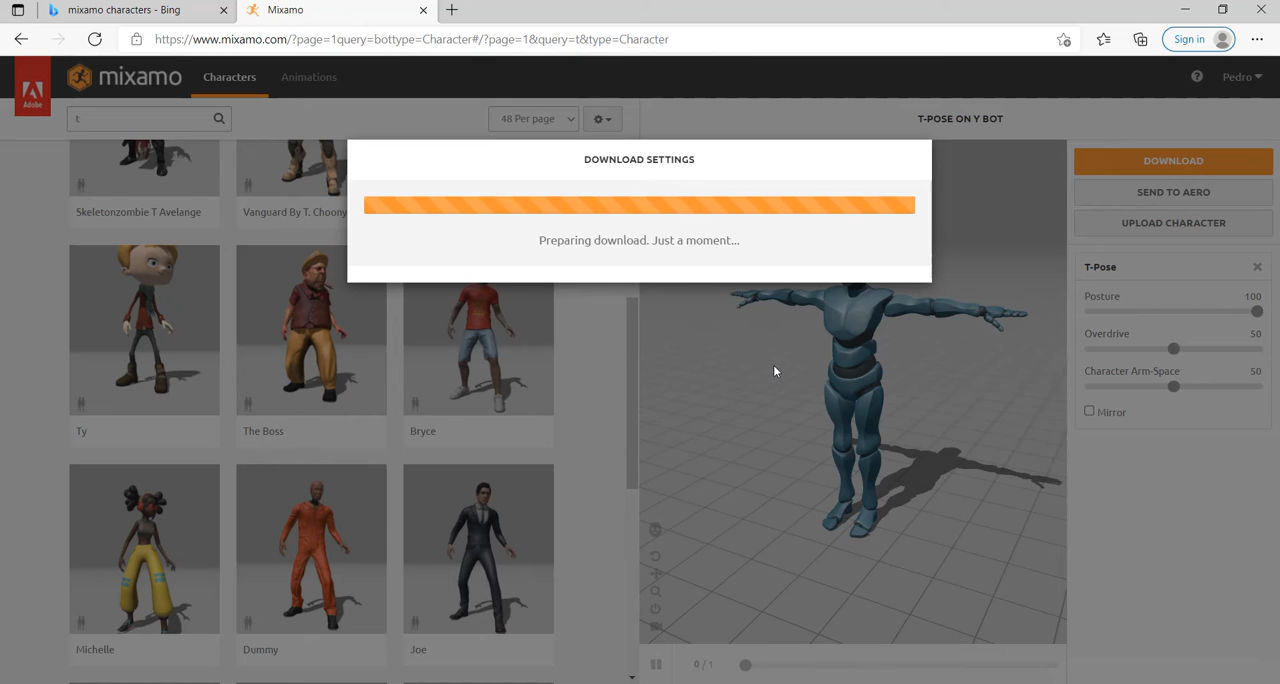 mixamo characters - Bing
Mixamo
https://www.mixamo.com/?page=1query=bottype=Character#/?page=1&query=t&type=Character
Sign in
Adobe
mixamo
Characters
Animations
Pedro
t
48 Per page
T-POSE ON Y BOT
DOWNLOAD SETTINGS
Preparing download. Just a moment...
DOWNLOAD
SEND TO AERO
UPLOAD CHARACTER
Skeletonzombie T Avelange
Vanguard By T. Choony
T-Pose
Posture
100
Overdrive
50
Character Arm-Space
50
Mirror
Ty
The Boss
Bryce
Michelle
Dummy
Joe
0 / 1